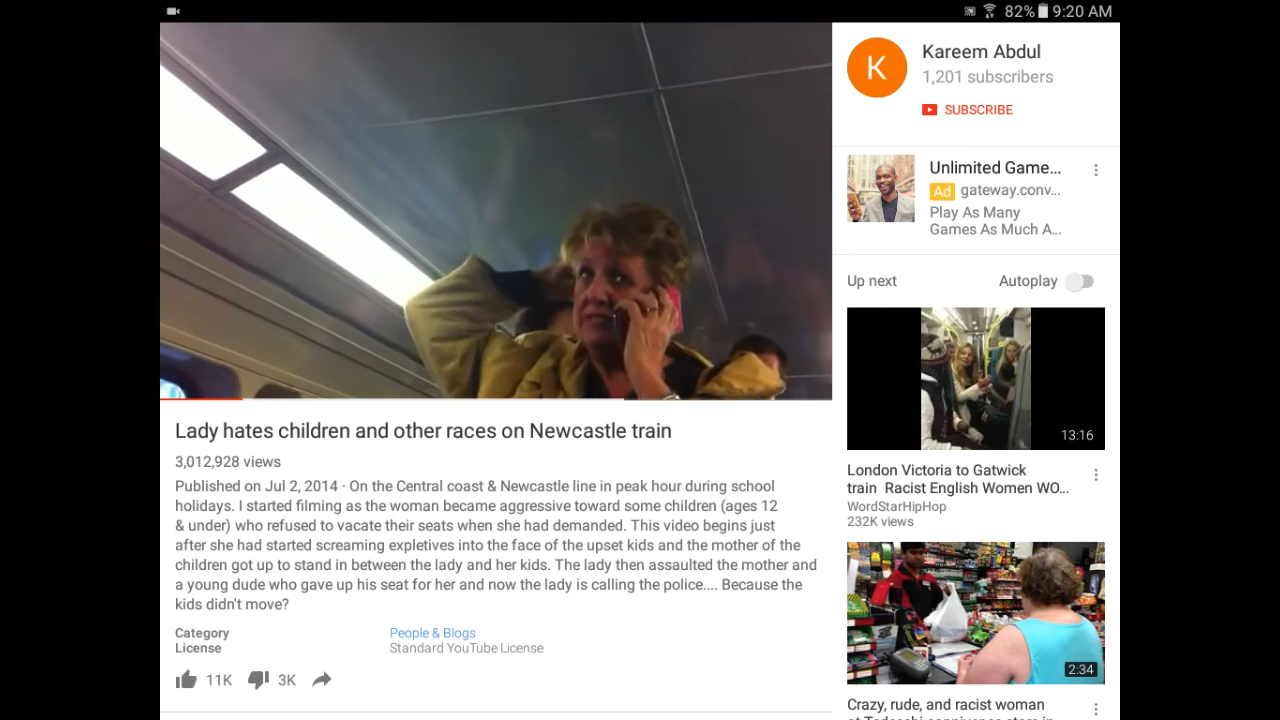 82% 9:20 AM
Kareem Abdul
K
1,201 subscribers
SUBSCRIBE
Unlimited Game...
Ad gateway.conv...
Play As Many
Games As Much A...
Up next Autoplay
13:16
London Victoria to Gatwick
train Racist English Women WO...
WordStarHipHop
232K views
2:34
Crazy, rude, and racist woman
at Tedeschi convivence store in
Lady hates children and other races on Newcastle train
3,012,928 views
Published on Jul 2, 2014 · On the Central coast & Newcastle line in peak hour during school
holidays. I started filming as the woman became aggressive toward some children (ages 12
& under) who refused to vacate their seats when she had demanded. This video begins just
after she had started screaming expletives into the face of the upset kids and the mother of the
children got up to stand in between the lady and her kids. The lady then assaulted the mother and
a young dude who gave up his seat for her and now the lady is calling the police.... Because the
kids didn't move?
Category People & Blogs
License Standard YouTube License
11K 3K